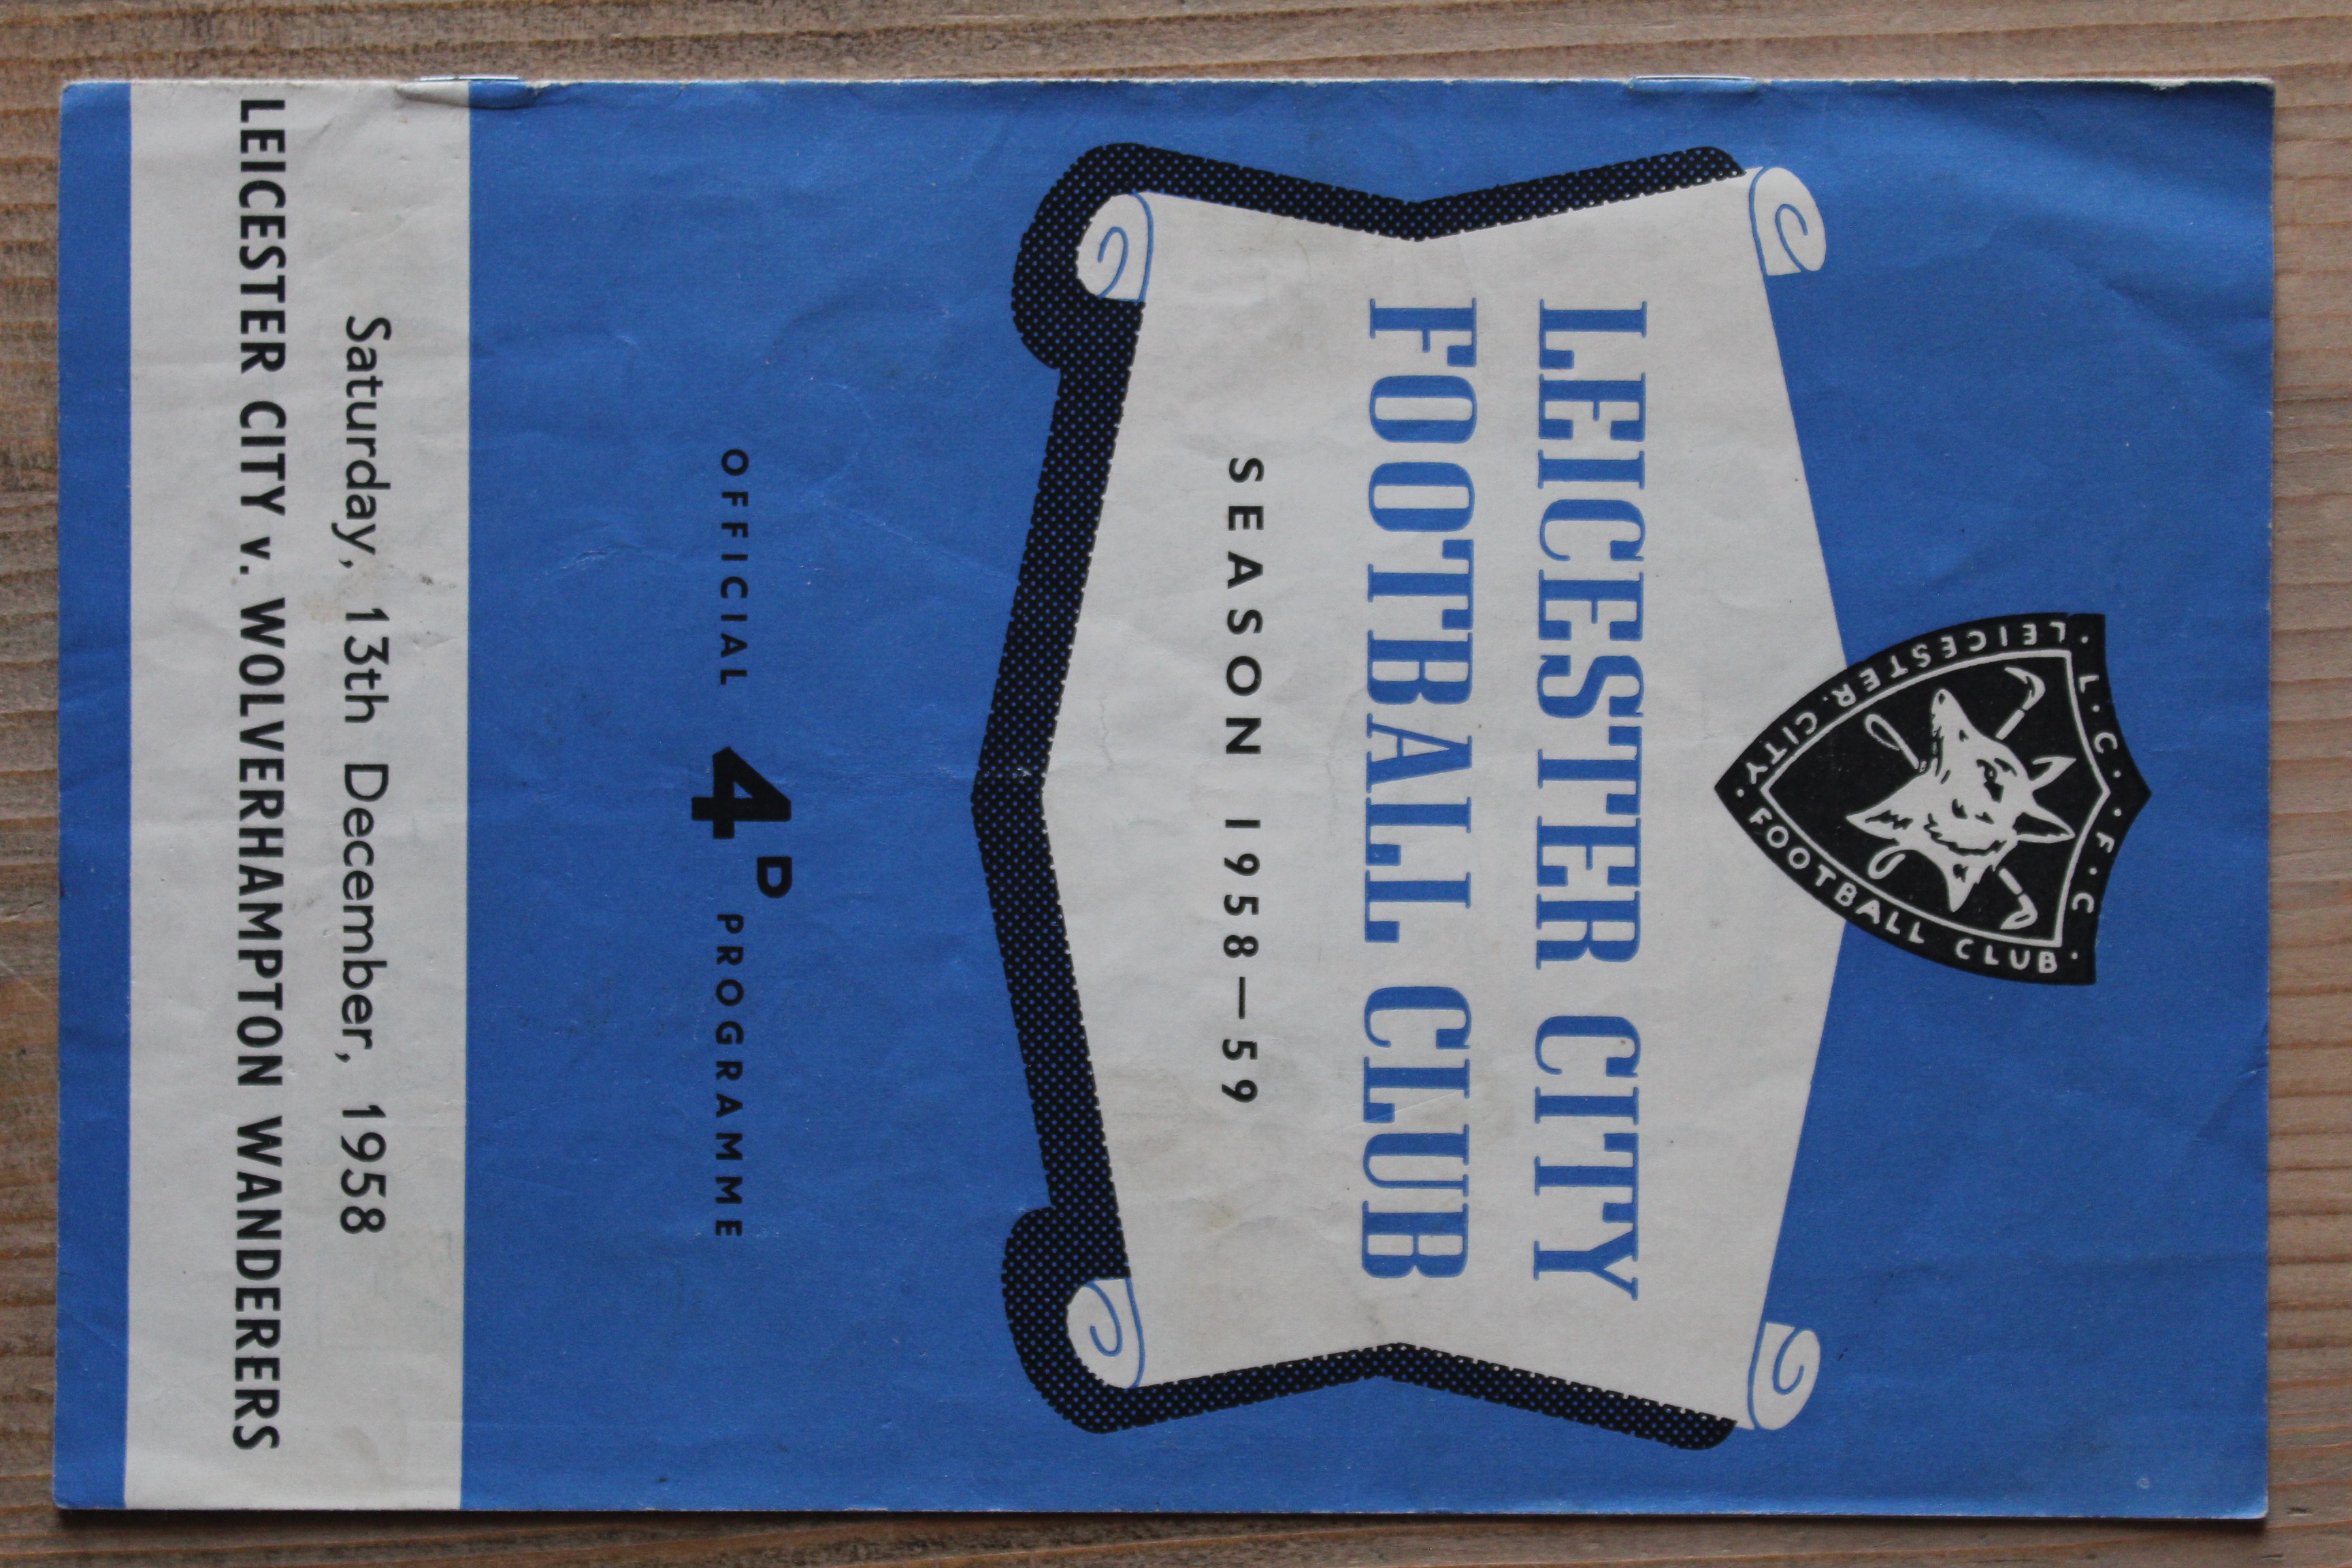 · L · C · F · C ·
LEICESTER. CITY · FOOTBALL CLUB
LEICESTER CITY
FOOTBALL CLUB
SEASON 1958—59
OFFICIAL 4D PROGRAMME
Saturday, 13th December, 1958
LEICESTER CITY v. WOLVERHAMPTON WANDERERS